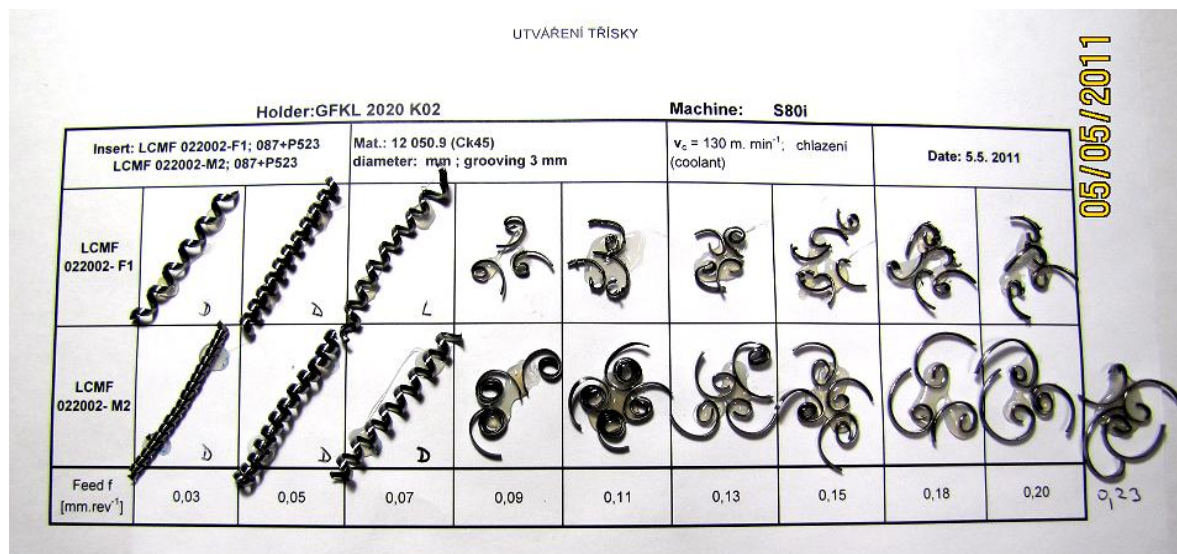 UTVÁŘENÍ TŘÍSKY
05/05/2011
Holder:GFKL 2020 K02 Machine: S80i
Insert: LCMF 022002-F1; 087+P523
LCMF 022002-M2; 087+P523
Mat.: 12 050.9 (Ck45)
diameter: mm ; grooving 3 mm
vc = 130 m. min-1; chlazení
(coolant)
Date: 5.5. 2011
LCMF
022002- F1
D D L
LCMF
022002- M2
D D D
Feed f
[mm.rev-1]
0,03 0,05 0,07 0,09 0,11 0,13 0,15 0,18 0,20 0,23